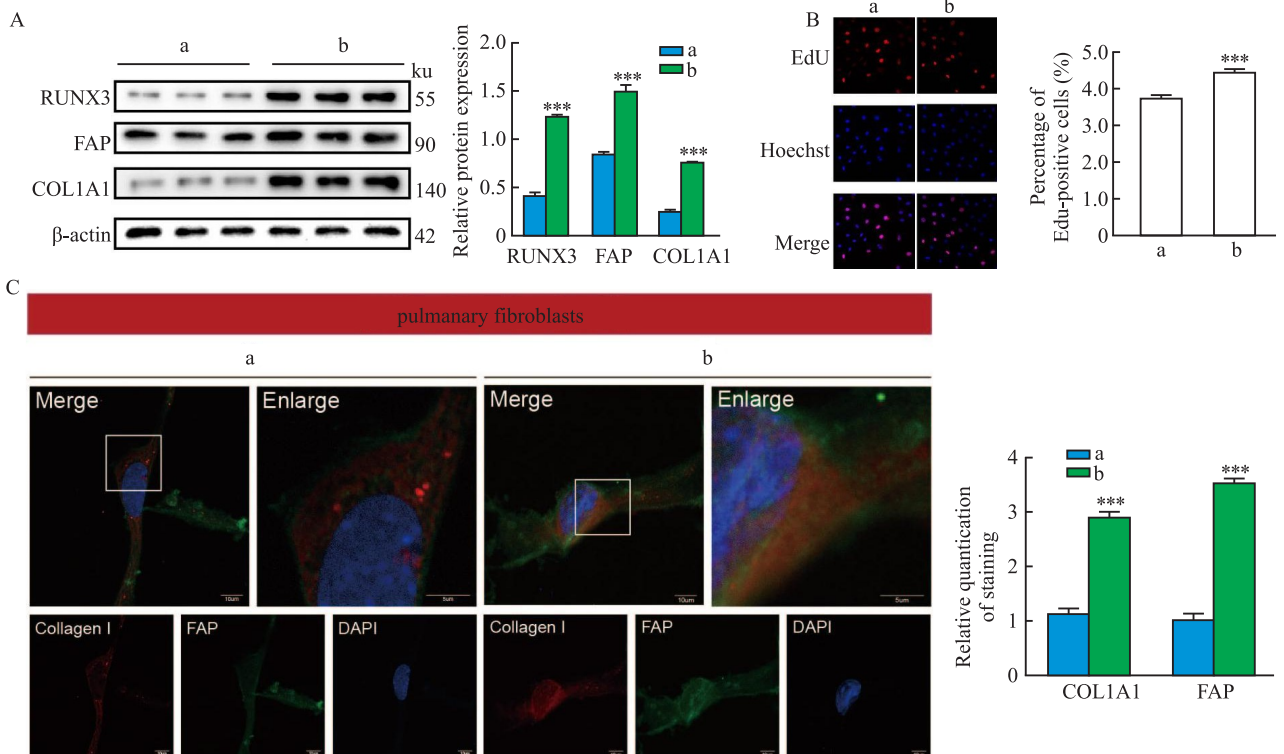 A
a
b
ku
RUNX3
55
FAP
90
COL1A1
140
β-actin
42
Relative protein expression
2.0
1.5
1.0
0.5
0
a
b
***
***
***
RUNX3
FAP
COL1A1
B
a
b
EdU
Hoechst
Merge
Percentage of
Edu-positive cells (%)
5.0
4.0
3.0
2.0
1.0
0
***
a
b
C
pulmanary fibroblasts
a
b
Merge
Enlarge
Merge
Enlarge
10um
5um
10um
5um
Collagen I
FAP
DAPI
Collagen I
FAP
DAPI
Relative quantication
of staining
4
3
2
1
0
a
b
***
***
COL1A1
FAP